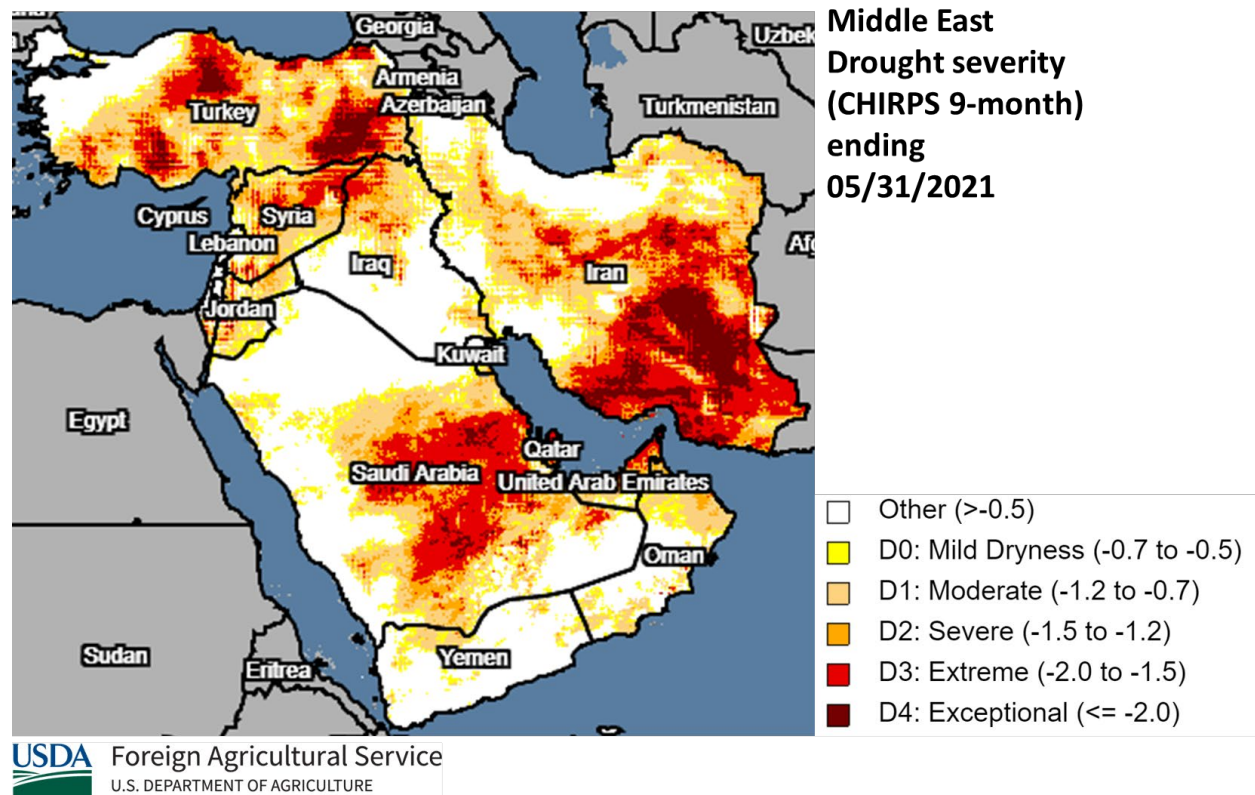 Middle East
Drought severity
(CHIRPS 9-month)
ending
05/31/2021
Georgia
Uzbek
Armenia
Azerbaijan
Turkmenistan
Turkey
Cyprus
Syria
Lebanon
Afg
Iraq
Iran
Jordan
Kuwait
Egypt
Qatar
Saudi Arabia
United Arab Emirates
Oman
Sudan
Eritrea
Yemen
Other (>-0.5)
D0: Mild Dryness (-0.7 to -0.5)
D1: Moderate (-1.2 to -0.7)
D2: Severe (-1.5 to -1.2)
D3: Extreme (-2.0 to -1.5)
D4: Exceptional (<= -2.0)
USDA
Foreign Agricultural Service
U.S. DEPARTMENT OF AGRICULTURE